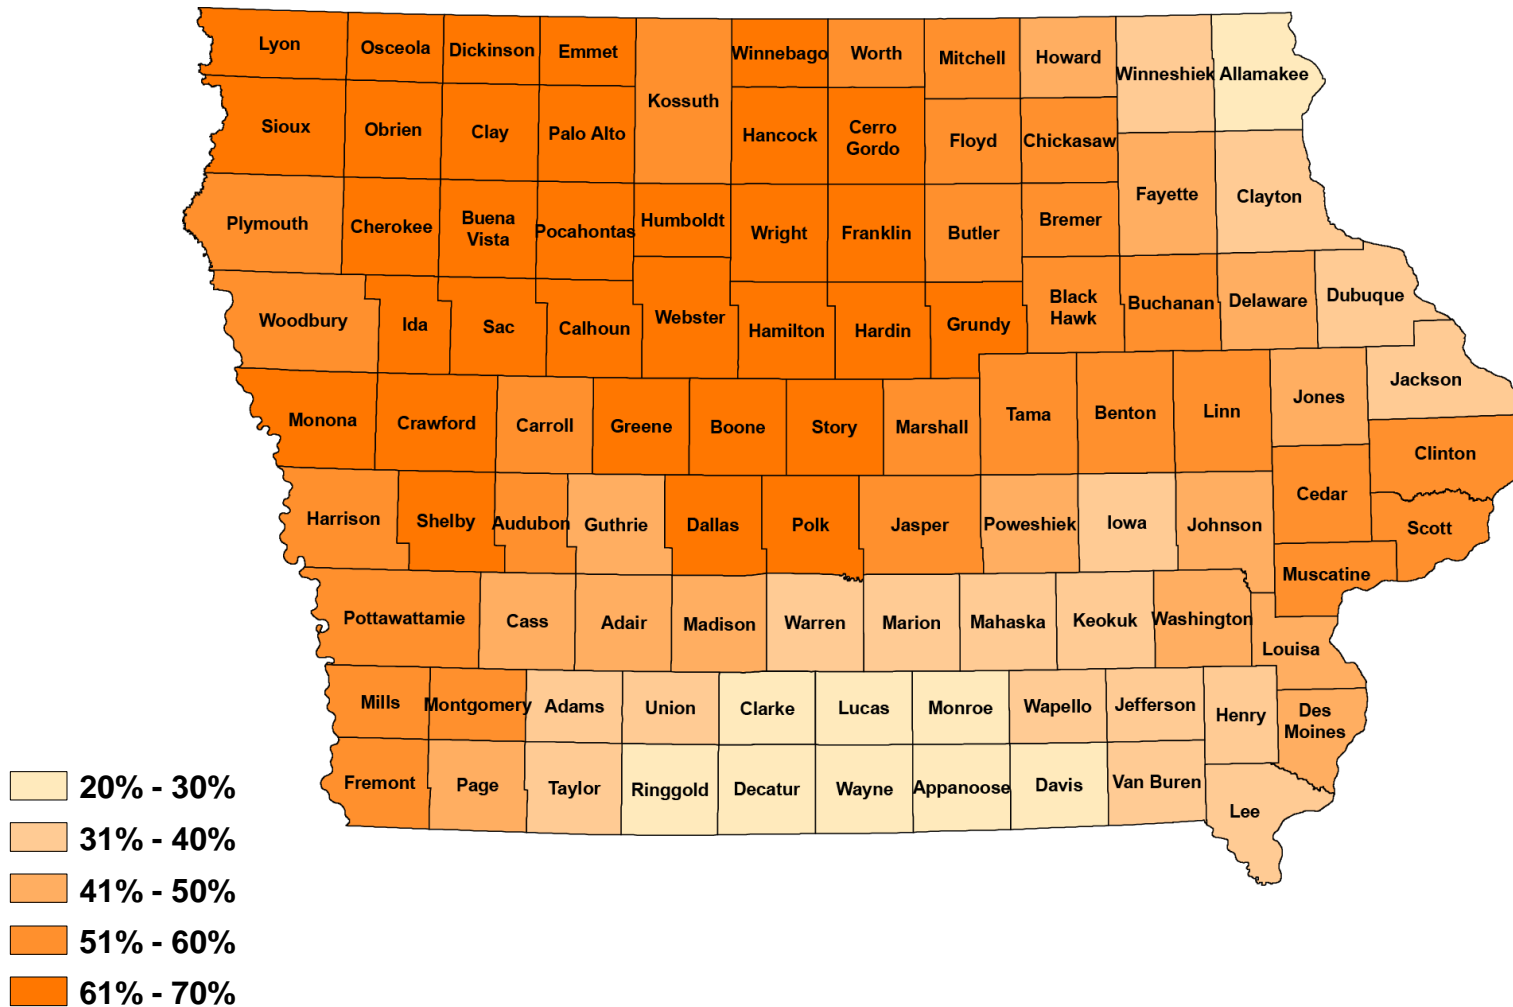 Lyon
Osceola
Dickinson
Emmet
Kossuth
Winnebago
Worth
Mitchell
Howard
Winneshiek
Allamakee
Sioux
Obrien
Clay
Palo Alto
Hancock
Cerro
Gordo
Floyd
Chickasaw
Fayette
Clayton
Plymouth
Cherokee
Buena
Vista
Pocahontas
Humboldt
Wright
Franklin
Butler
Bremer
Woodbury
Ida
Sac
Calhoun
Webster
Hamilton
Hardin
Grundy
Black
Hawk
Buchanan
Delaware
Dubuque
Monona
Crawford
Carroll
Greene
Boone
Story
Marshall
Tama
Benton
Linn
Jones
Jackson
Clinton
Harrison
Shelby
Audubon
Guthrie
Dallas
Polk
Jasper
Poweshiek
Iowa
Johnson
Cedar
Scott
Muscatine
Pottawattamie
Cass
Adair
Madison
Warren
Marion
Mahaska
Keokuk
Washington
Louisa
Mills
Montgomery
Adams
Union
Clarke
Lucas
Monroe
Wapello
Jefferson
Henry
Des
Moines
Fremont
Page
Taylor
Ringgold
Decatur
Wayne
Appanoose
Davis
Van Buren
Lee
20% - 30%
31% - 40%
41% - 50%
51% - 60%
61% - 70%